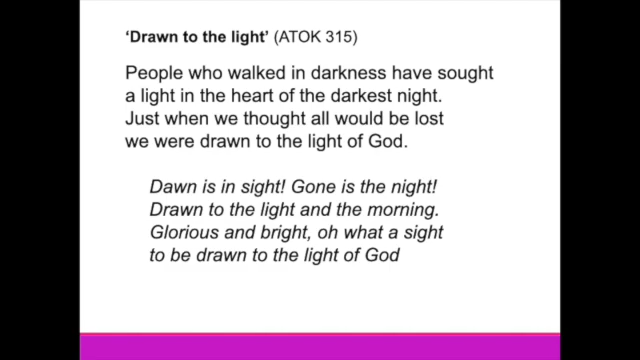 ‘Drawn to the light’ (ATOK 315)
People who walked in darkness have sought
a light in the heart of the darkest night.
Just when we thought all would be lost
we were drawn to the light of God.
Dawn is in sight! Gone is the night!
Drawn to the light and the morning.
Glorious and bright, oh what a sight
to be drawn to the light of God